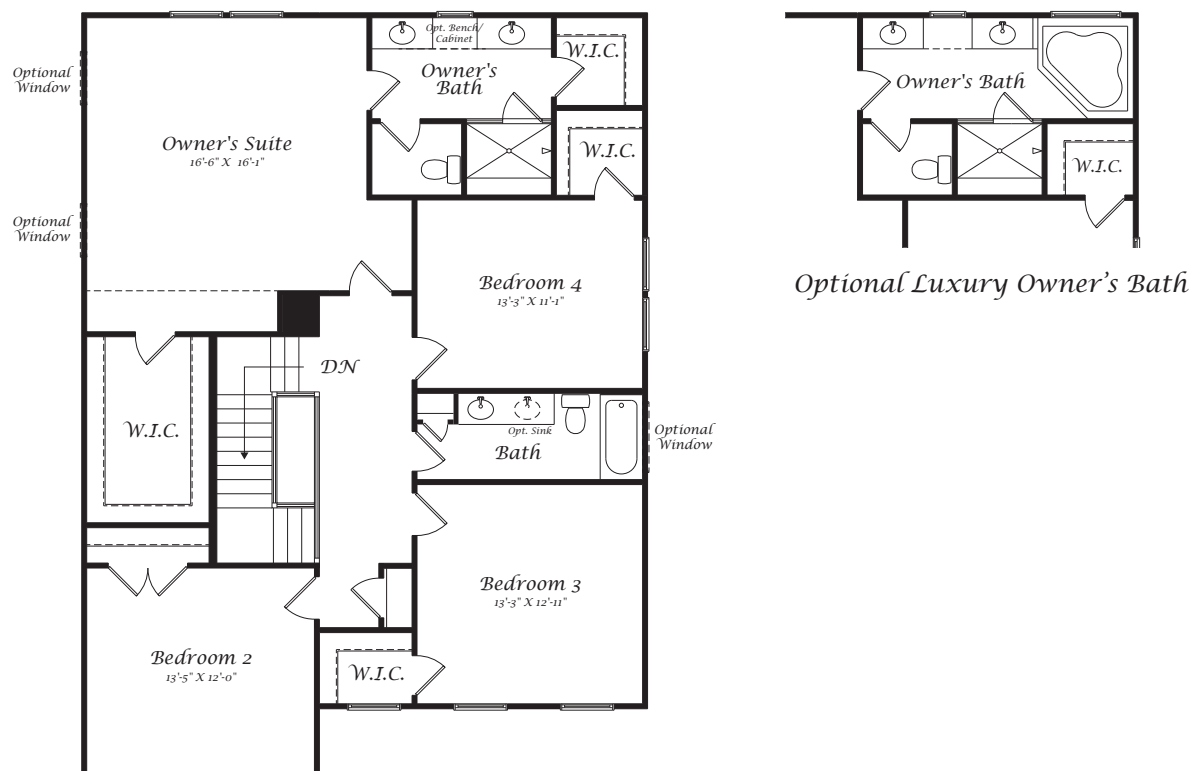 Opt. Bench/
Cabinet
W.I.C.
Optional
Window
Owner's
Bath
Owner's Suite
16'-6" X 16'-1"
W.I.C.
Optional
Window
Bedroom 4
13'-3" X 11'-1"
DN
W.I.C.
Opt. Sink
Bath
Optional
Window
Bedroom 3
13'-3" X 12'-11"
Bedroom 2
13'-5" X 12'-0"
W.I.C.
Owner's Bath
W.I.C.
Optional Luxury Owner's Bath